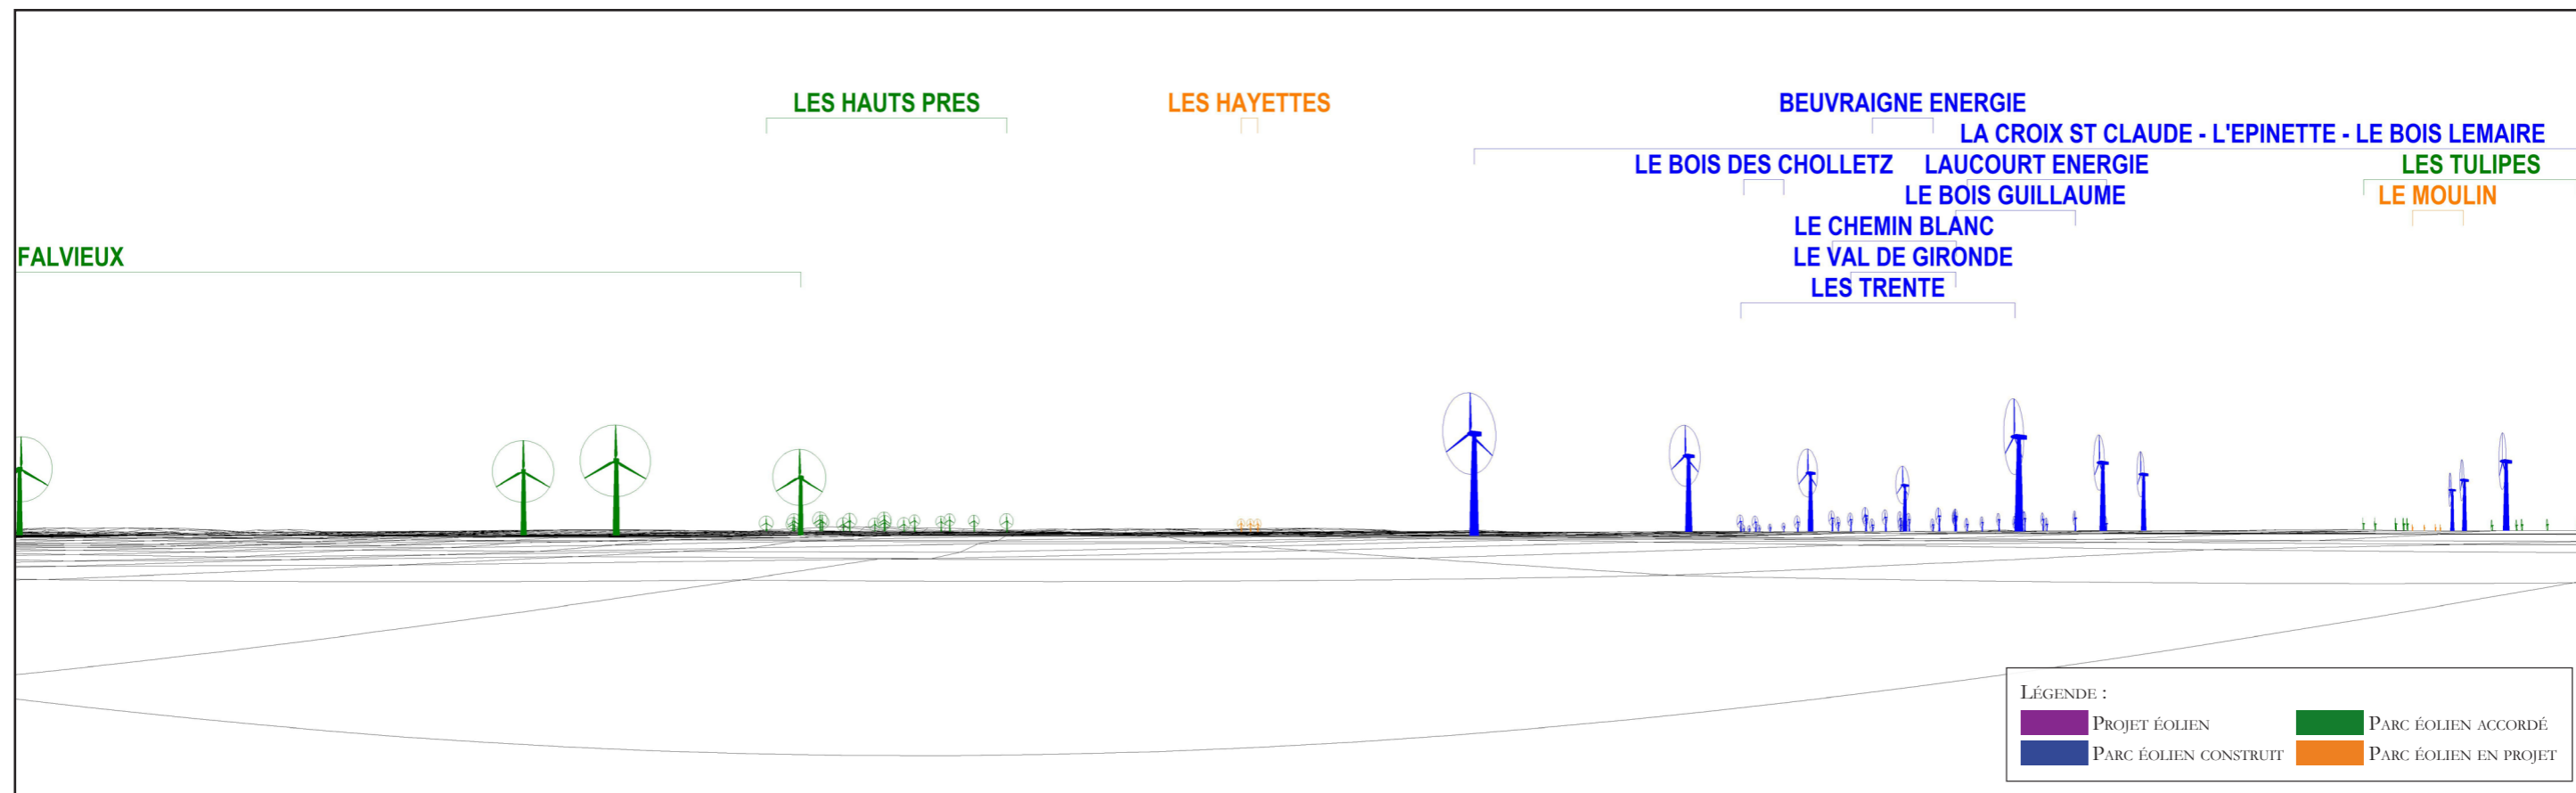 LES HAUTS PRES
LES HAYETTES
BEUVRAIGNE ENERGIE
LA CROIX ST CLAUDE - L'EPINETTE - LE BOIS LEMAIRE
LE BOIS DES CHOLLETZ
LAUCOURT ENERGIE
LES TULIPES
LE BOIS GUILLAUME
LE MOULIN
LE CHEMIN BLANC
FALVIEUX
LE VAL DE GIRONDE
LES TRENTE
LÉGENDE :
PROJET ÉOLIEN
PARC ÉOLIEN ACCORDÉ
PARC ÉOLIEN CONSTRUIT
PARC ÉOLIEN EN PROJET